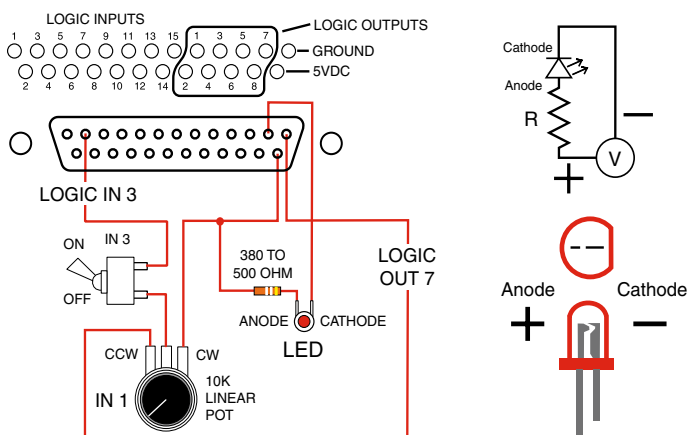 LOGIC INPUTS
LOGIC OUTPUTS
1 3 5 7 9 11 13 15 1 3 5 7
GROUND
5VDC
2 4 6 8 10 12 14 2 4 6 8
LOGIC IN 3
ON
IN 3
OFF
380 TO
500 OHM
LOGIC
OUT 7
ANODE
CATHODE
LED
CCW
CW
IN 1
10K
LINEAR
POT
Cathode
Anode
R
V
Anode
Cathode